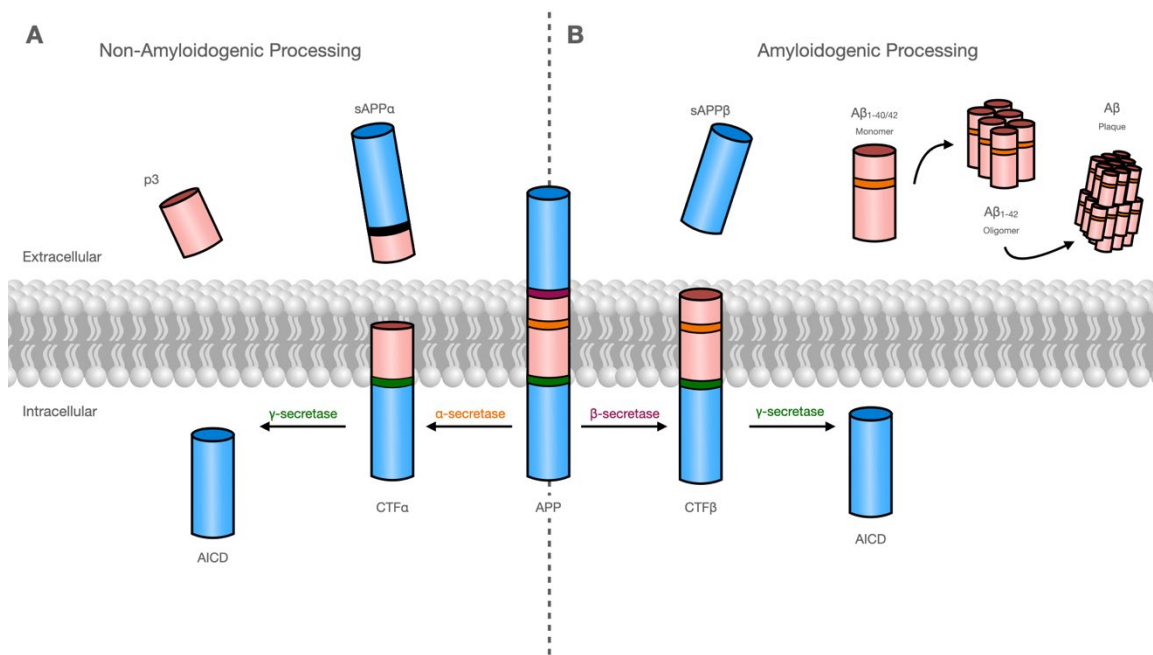 A
Non-Amyloidogenic Processing
B
Amyloidogenic Processing
sAPPα
sAPPβ
Aβ1-40/42
Monomer
Aβ
Plaque
p3
Aβ1-42
Oligomer
Extracellular
Intracellular
γ-secretase
α-secretase
β-secretase
γ-secretase
CTFα
APP
CTFβ
AICD
AICD